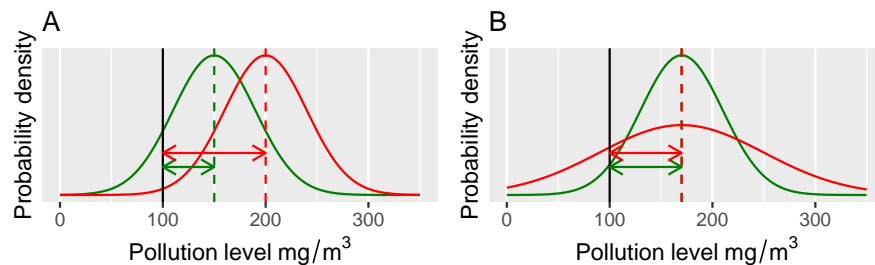 A
Probability density
0 100 200 300
Pollution level mg/m³
B
Probability density
0 100 200 300
Pollution level mg/m³